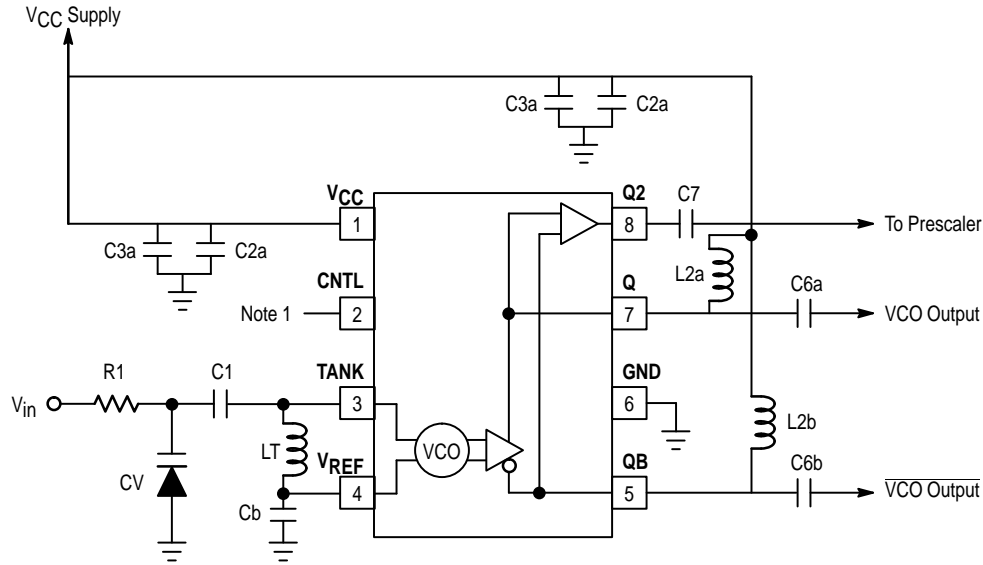 VCC Supply
C3a
C2a
VCC
1
Q2
8
C7
To Prescaler
C3a
C2a
L2a
CNTL
Note 1
2
Q
7
C6a
VCO Output
R1
C1
TANK
3
GND
6
Vin
LT
VCO
L2b
CV
VREF
4
QB
5
C6b
VCO Output
Cb